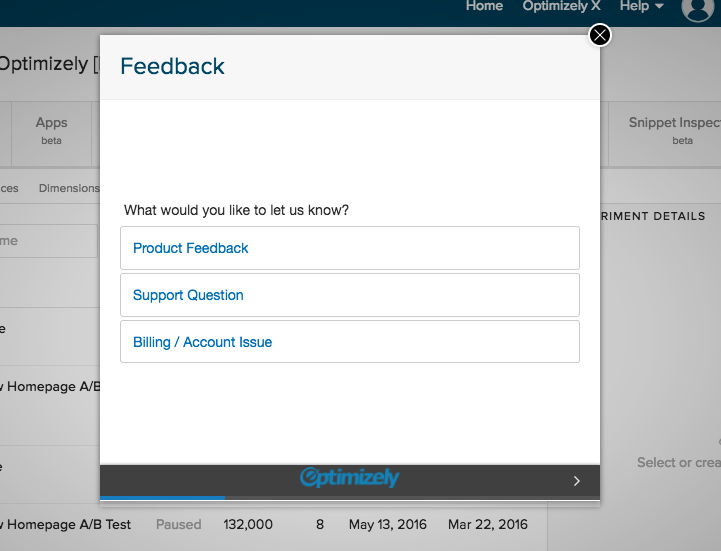 Home Optimizely X Help
Optimizely [
Feedback
Apps
beta
Snippet Inspec
beta
ces Dimensions
RIMENT DETAILS
What would you like to let us know?
me
Product Feedback
Support Question
e
Billing / Account Issue
w Homepage A/B
Select or crea
e
Optimizely
w Homepage A/B Test Paused 132,000 8 May 13, 2016 Mar 22, 2016